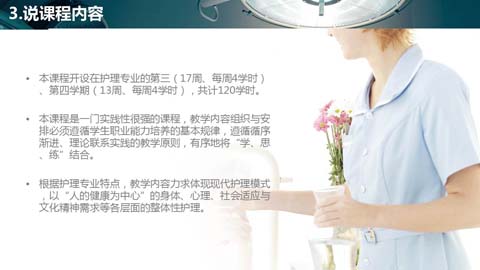 3.说课程内容
• 本课程开设在护理专业的第三（17周、每周4学时）
、第四学期（13周、每周4学时），共计120学时。
• 本课程是一门实践性很强的课程，教学内容组织与安
排必须遵循学生职业能力培养的基本规律，遵循循序
渐进、理论联系实践的教学原则，有序地将“学、思
、练”结合。
• 根据护理专业特点，教学内容力求体现现代护理模式
，以“人的健康为中心”的身体、心理、社会适应与
文化精神需求等各层面的整体性护理。